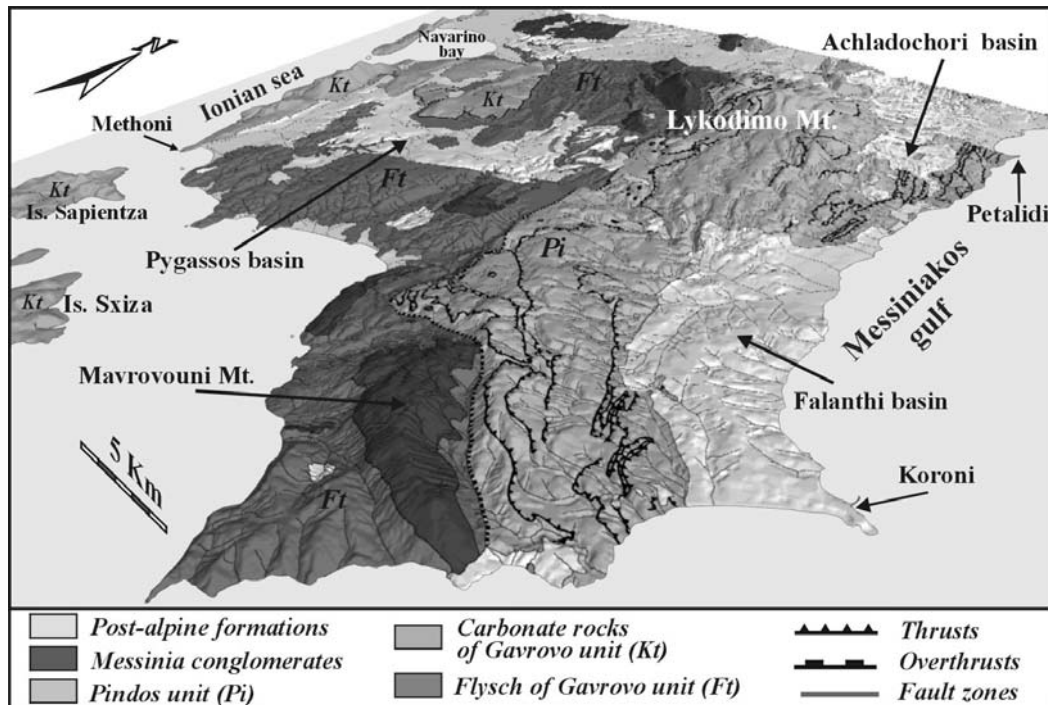 Navarino
bay
Achladochori basin
Ionian sea
Kt
Kt
Ft
Lykodimo Mt.
Methoni
Kt
Is. Sapientza
Ft
Petalidi
Pygassos basin
Pi
Kt
Is. Sxiza
Messiniakos
gulf
Mavrovouni Mt.
Falanthi basin
5 Km
Ft
Koroni
Post-alpine formations
Messinia conglomerates
Pindos unit (Pi)
Carbonate rocks
of Gavrovo unit (Kt)
Flysch of Gavrovo unit (Ft)
Thrusts
Overthrusts
Fault zones